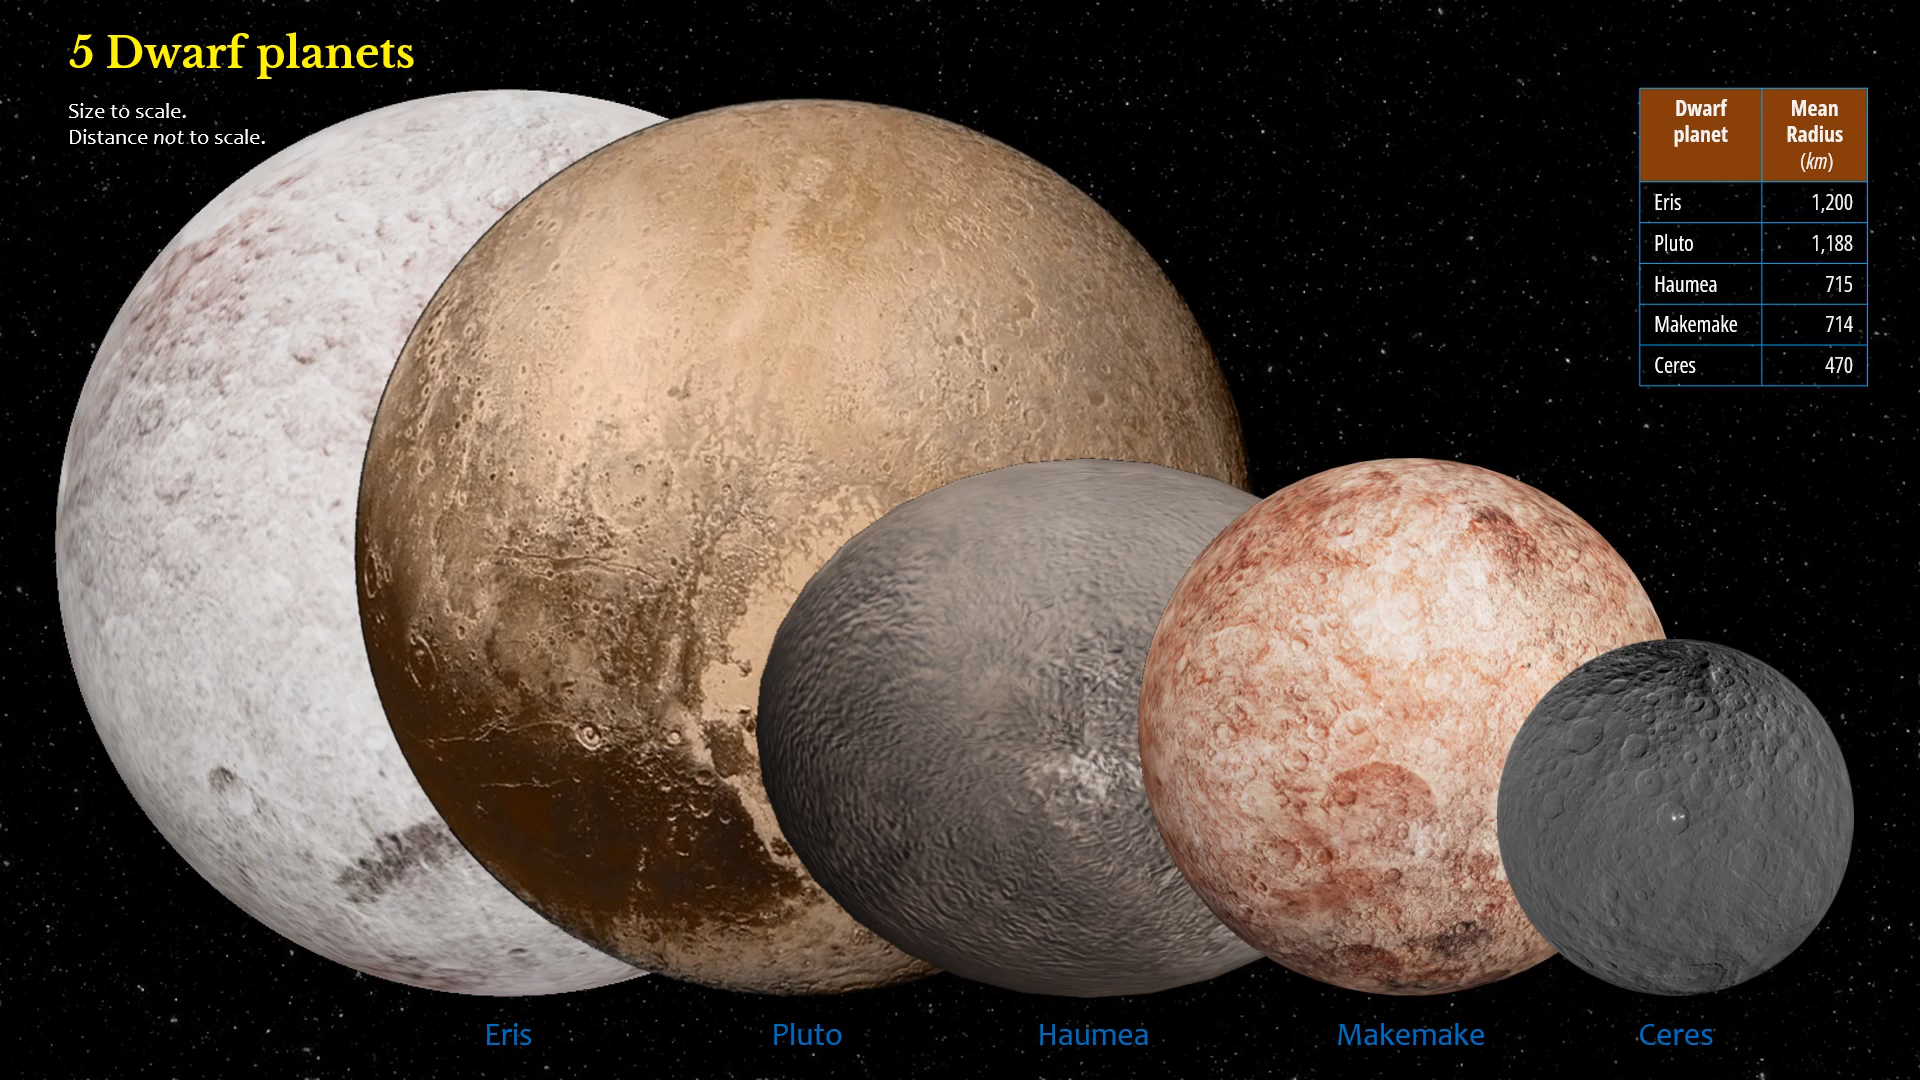 5 Dwarf planets
Size to scale.
Distance not to scale.
Dwarf planet
Mean Radius (km)
Eris 1,200
Pluto 1,188
Haumea 715
Makemake 714
Ceres 470
Eris Pluto Haumea Makemake Ceres